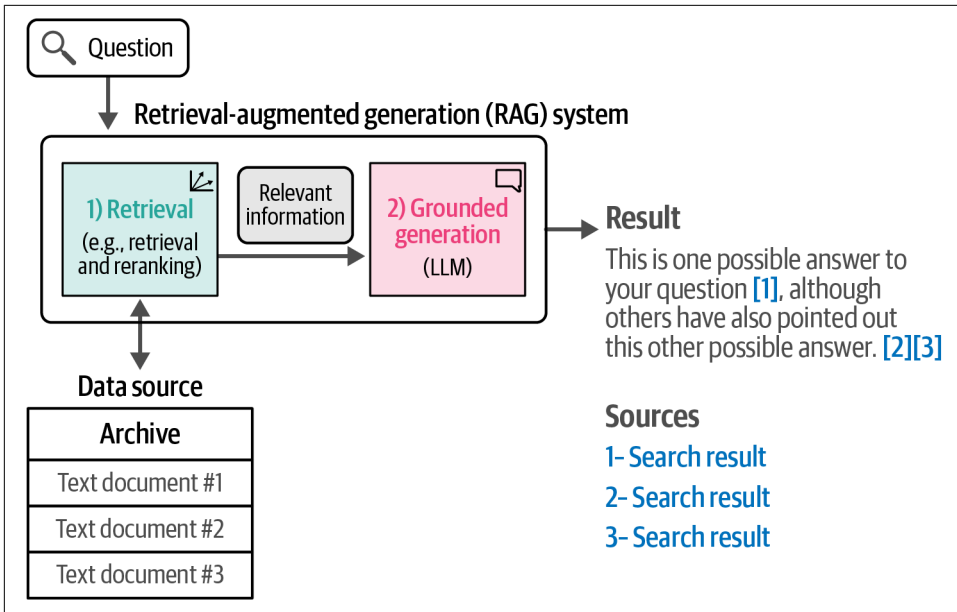 Question
Retrieval-augmented generation (RAG) system
1) Retrieval
(e.g., retrieval
and reranking)
Relevant
information
2) Grounded
generation
(LLM)
Result
This is one possible answer to
your question [1], although
others have also pointed out
this other possible answer. [2][3]
Data source
Archive
Text document #1
Text document #2
Text document #3
Sources
1– Search result
2– Search result
3– Search result